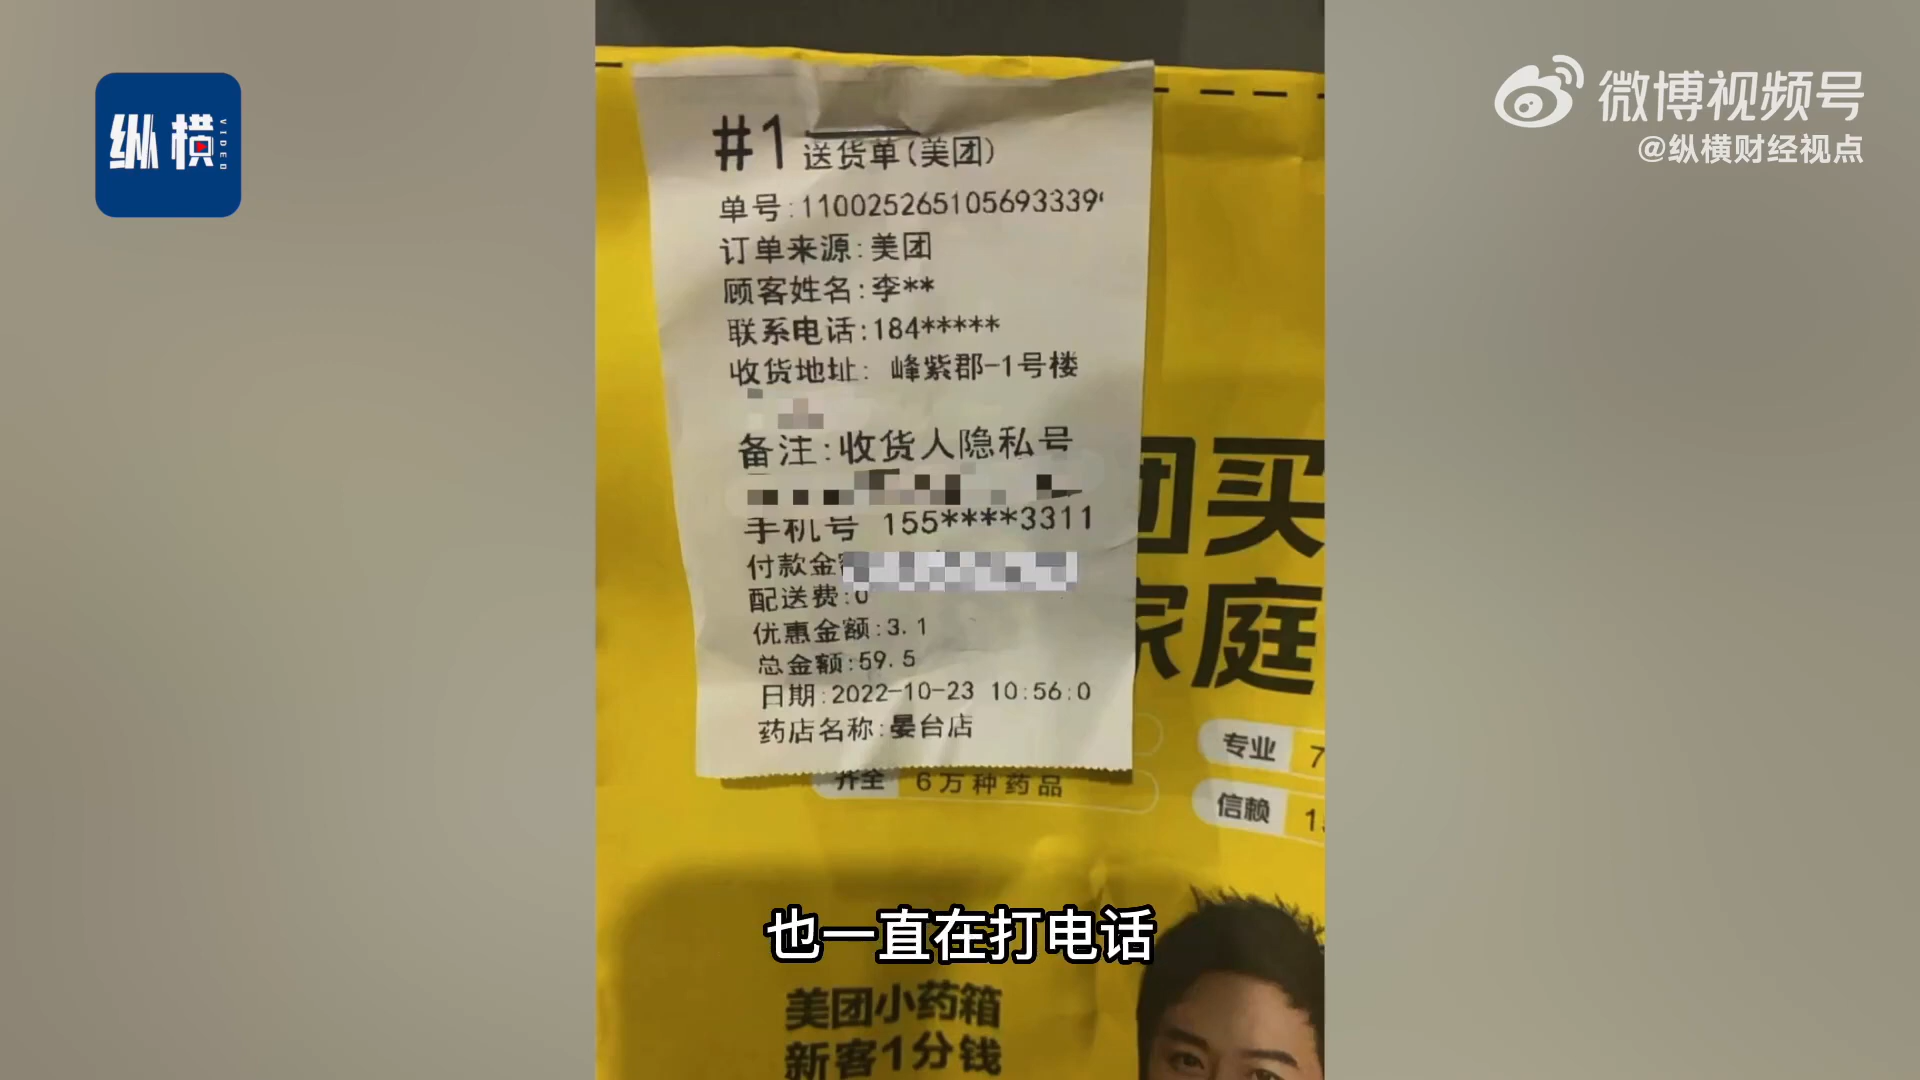 纵横
VIDEO
微博视频号
@纵横财经视点
#1 送货单(美团)
单号:110025265105693339
订单来源:美团
顾客姓名:李**
联系电话:184*****
收货地址: 峰紫郡-1号楼
备注:收货人隐私号
手机号 155****3311
付款金
配送费:0
优惠金额:3.1
总金额:59.5
日期:2022-10-23 10:56:0
药店名称:晏台店
团买
家庭
专业 7
齐全 6万种药品
信赖 1
也一直在打电话
美团小药箱
新客1分钱